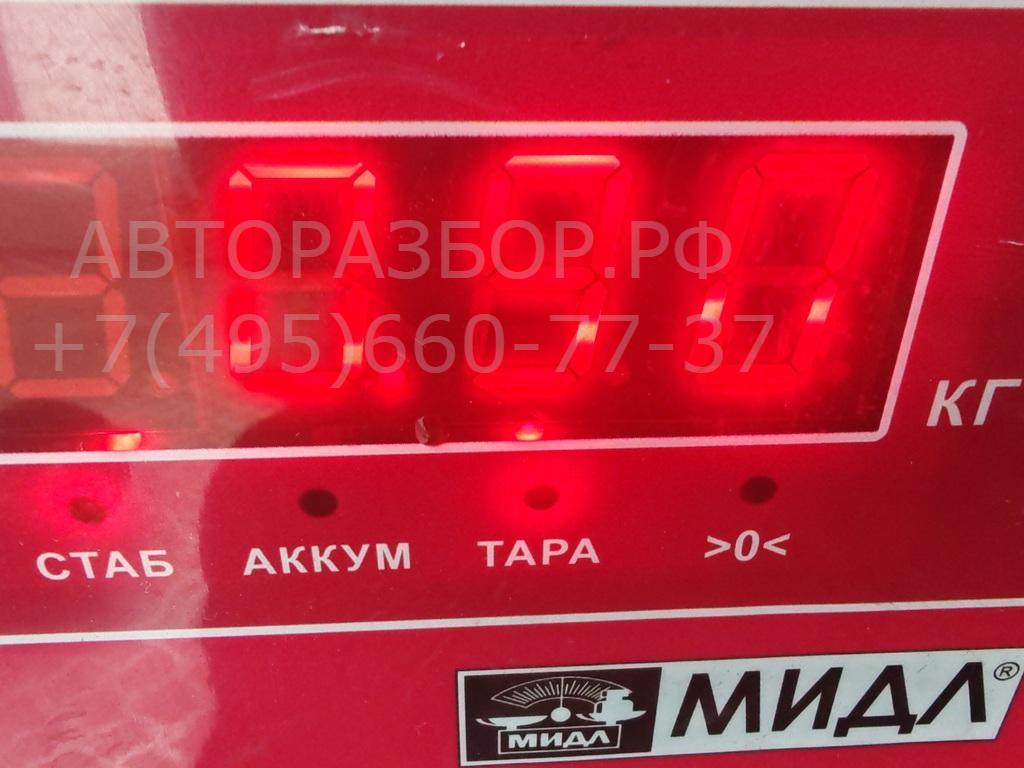 АВТОРАЗБОР.РФ
+7(495)660-77-37
КГ
СТАБ АККУМ ТАРА >0<
МИДЛ МИДЛ®